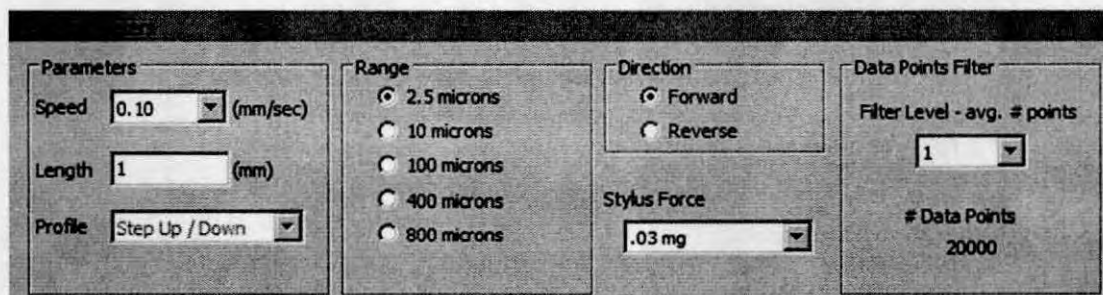 Parameters
Speed 0.10 (mm/sec)
Length 1 (mm)
Profile Step Up / Down
Range
2.5 microns
10 microns
100 microns
400 microns
800 microns
Direction
Forward
Reverse
Stylus Force
.03 mg
Data Points Filter
Filter Level - avg. # points
1
# Data Points
20000